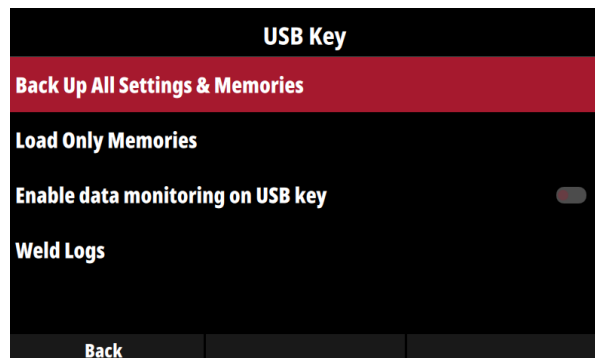 USB Key
Back Up All Settings & Memories
Load Only Memories
Enable data monitoring on USB key
Weld Logs
Back